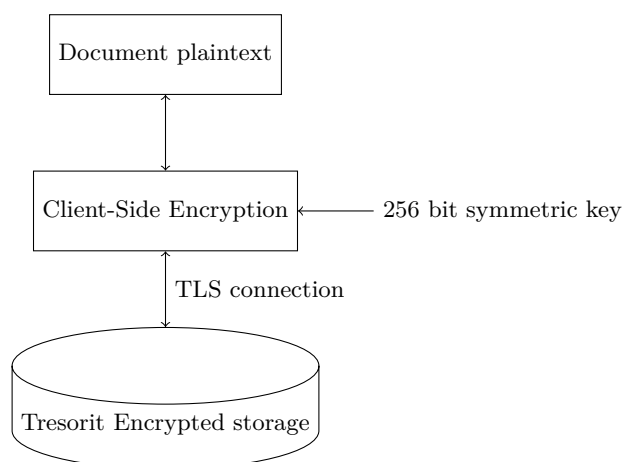 Document plaintext
Client-Side Encryption
256 bit symmetric key
TLS connection
Tresorit Encrypted storage